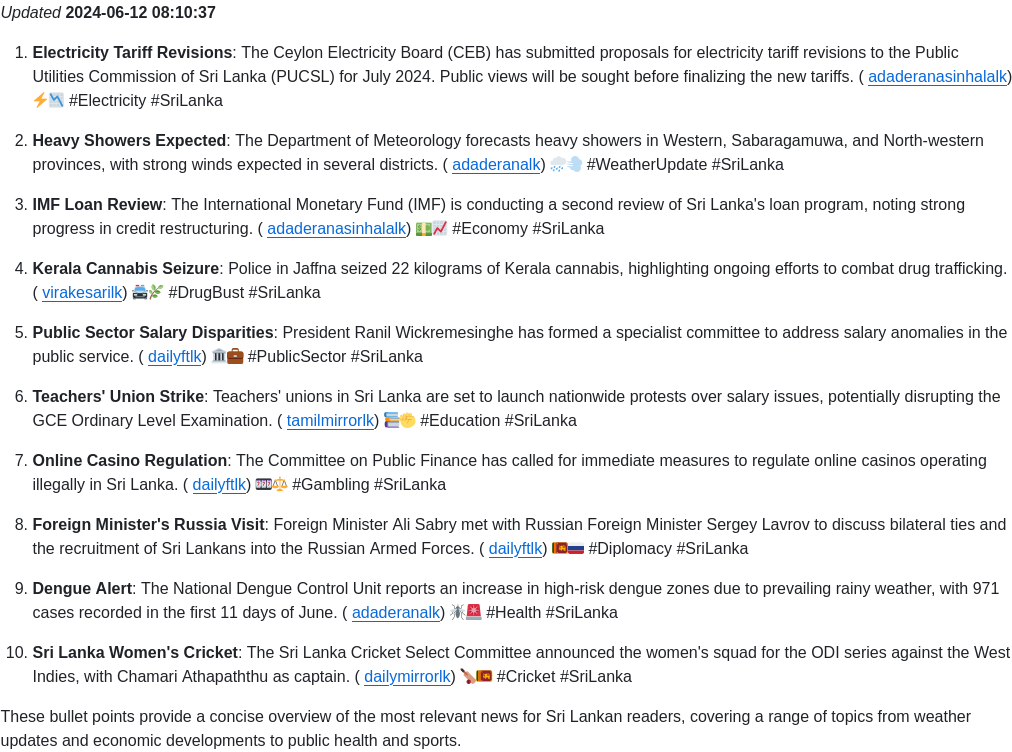 Updated 2024-06-12 08:10:37
1. Electricity Tariff Revisions: The Ceylon Electricity Board (CEB) has submitted proposals for electricity tariff revisions to the Public
Utilities Commission of Sri Lanka (PUCSL) for July 2024. Public views will be sought before finalizing the new tariffs. ( adaderanasinhalalk)
⚡📉 #Electricity #SriLanka
2. Heavy Showers Expected: The Department of Meteorology forecasts heavy showers in Western, Sabaragamuwa, and North-western
provinces, with strong winds expected in several districts. ( adaderanalk) 🌧️💨 #WeatherUpdate #SriLanka
3. IMF Loan Review: The International Monetary Fund (IMF) is conducting a second review of Sri Lanka's loan program, noting strong
progress in credit restructuring. ( adaderanasinhalalk) 💵📈 #Economy #SriLanka
4. Kerala Cannabis Seizure: Police in Jaffna seized 22 kilograms of Kerala cannabis, highlighting ongoing efforts to combat drug trafficking.
( virakesarilk) 🚔🌿 #DrugBust #SriLanka
5. Public Sector Salary Disparities: President Ranil Wickremesinghe has formed a specialist committee to address salary anomalies in the
public service. ( dailyftlk) 🏛️💼 #PublicSector #SriLanka
6. Teachers' Union Strike: Teachers' unions in Sri Lanka are set to launch nationwide protests over salary issues, potentially disrupting the
GCE Ordinary Level Examination. ( tamilmirrorlk) 📚✊ #Education #SriLanka
7. Online Casino Regulation: The Committee on Public Finance has called for immediate measures to regulate online casinos operating
illegally in Sri Lanka. ( dailyftlk) 🎰⚖️ #Gambling #SriLanka
8. Foreign Minister's Russia Visit: Foreign Minister Ali Sabry met with Russian Foreign Minister Sergey Lavrov to discuss bilateral ties and
the recruitment of Sri Lankans into the Russian Armed Forces. ( dailyftlk) 🇱🇰🇷🇺 #Diplomacy #SriLanka
9. Dengue Alert: The National Dengue Control Unit reports an increase in high-risk dengue zones due to prevailing rainy weather, with 971
cases recorded in the first 11 days of June. ( adaderanalk) 🦟🚨 #Health #SriLanka
10. Sri Lanka Women's Cricket: The Sri Lanka Cricket Select Committee announced the women's squad for the ODI series against the West
Indies, with Chamari Athapaththu as captain. ( dailymirrorlk) 🏏🇱🇰 #Cricket #SriLanka
These bullet points provide a concise overview of the most relevant news for Sri Lankan readers, covering a range of topics from weather
updates and economic developments to public health and sports.